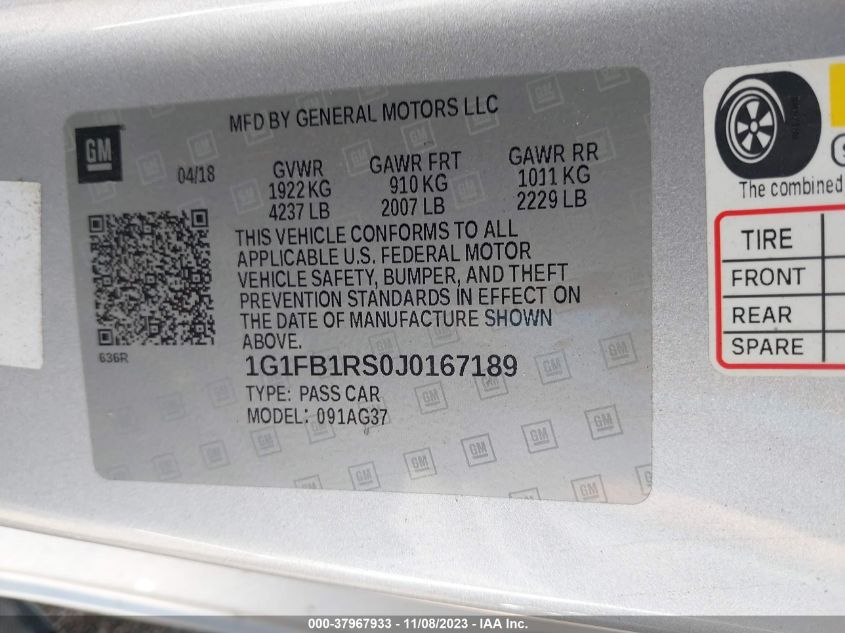 MFD BY GENERAL MOTORS LLC
GM
04/18
GVWR GAWR FRT GAWR RR
1922 KG 910 KG 1011 KG
4237 LB 2007 LB 2229 LB
THIS VEHICLE CONFORMS TO ALL
APPLICABLE U.S. FEDERAL MOTOR
VEHICLE SAFETY, BUMPER, AND THEFT
PREVENTION STANDARDS IN EFFECT ON
THE DATE OF MANUFACTURE SHOWN
ABOVE.
636R
1G1FB1RS0J0167189
TYPE: PASS CAR
MODEL: 091AG37
The combined
TIRE
FRONT
REAR
SPARE
© - 37967933 - 11/08/2023 - IAA Inc.